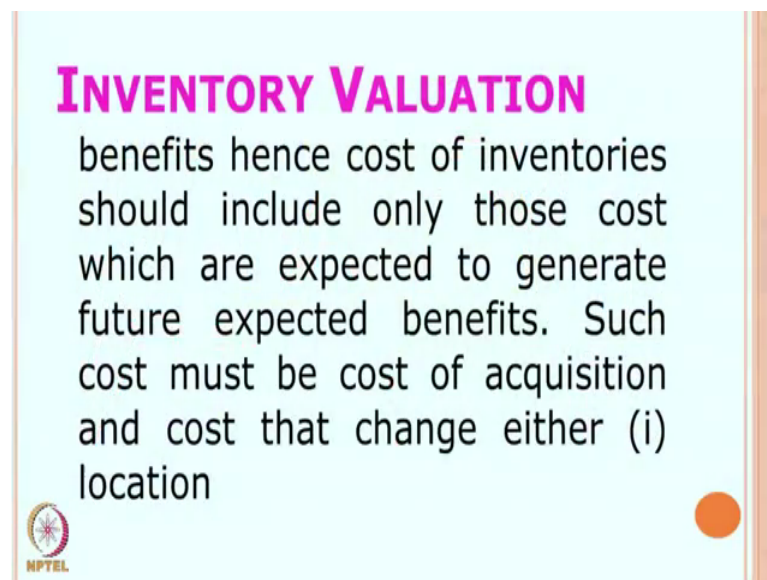 INVENTORY VALUATION
benefits hence cost of inventories
should include only those cost
which are expected to generate
future expected benefits. Such
cost must be cost of acquisition
and cost that change either (i)
location
NPTEL